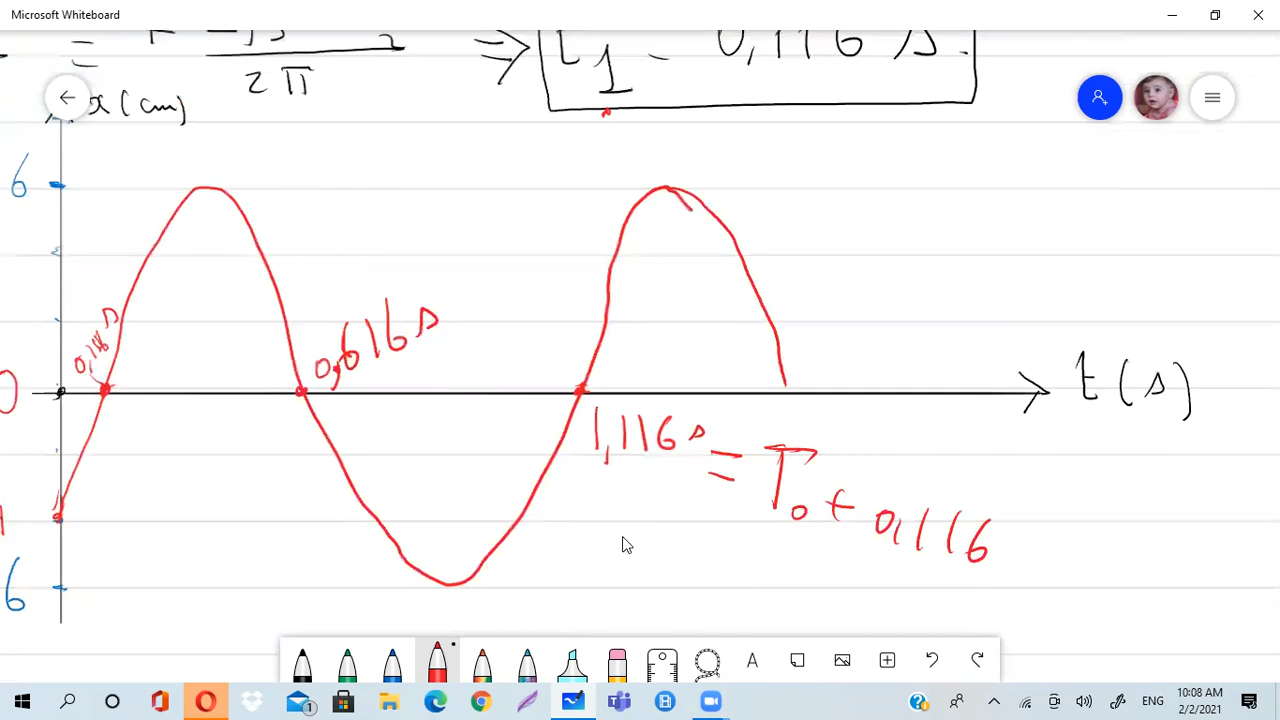 Microsoft Whiteboard
=
2 π
=> t1 = 0,116 s.
x (cm)
6
0,116 s
0,616 s
0
t (s)
1,116 s = T0 + 0,116
6
A
ENG
10:08 AM
2/2/2021